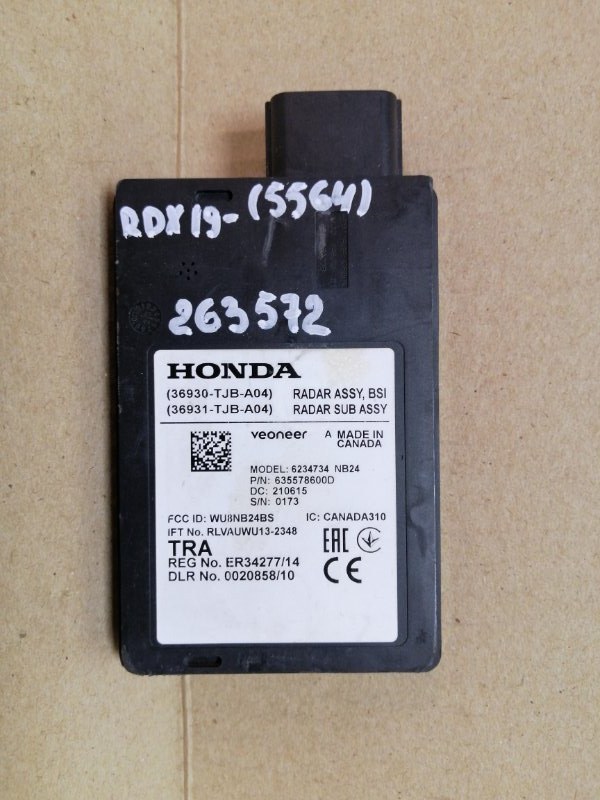 RDX19-(5564)
263572
HONDA
(36930-TJB-A04) RADAR ASSY, BSI
(36931-TJB-A04) RADAR SUB ASSY
veoneer A MADE IN
CANADA
MODEL: 6234734 NB24
P/N: 635578600D
DC: 210615
S/N: 0173
FCC ID: WU8NB24BS IC: CANADA310
IFT No. RLVAUWU13-2348
TRA
REG No. ER34277/14
DLR No. 0020858/10
EAC
CE